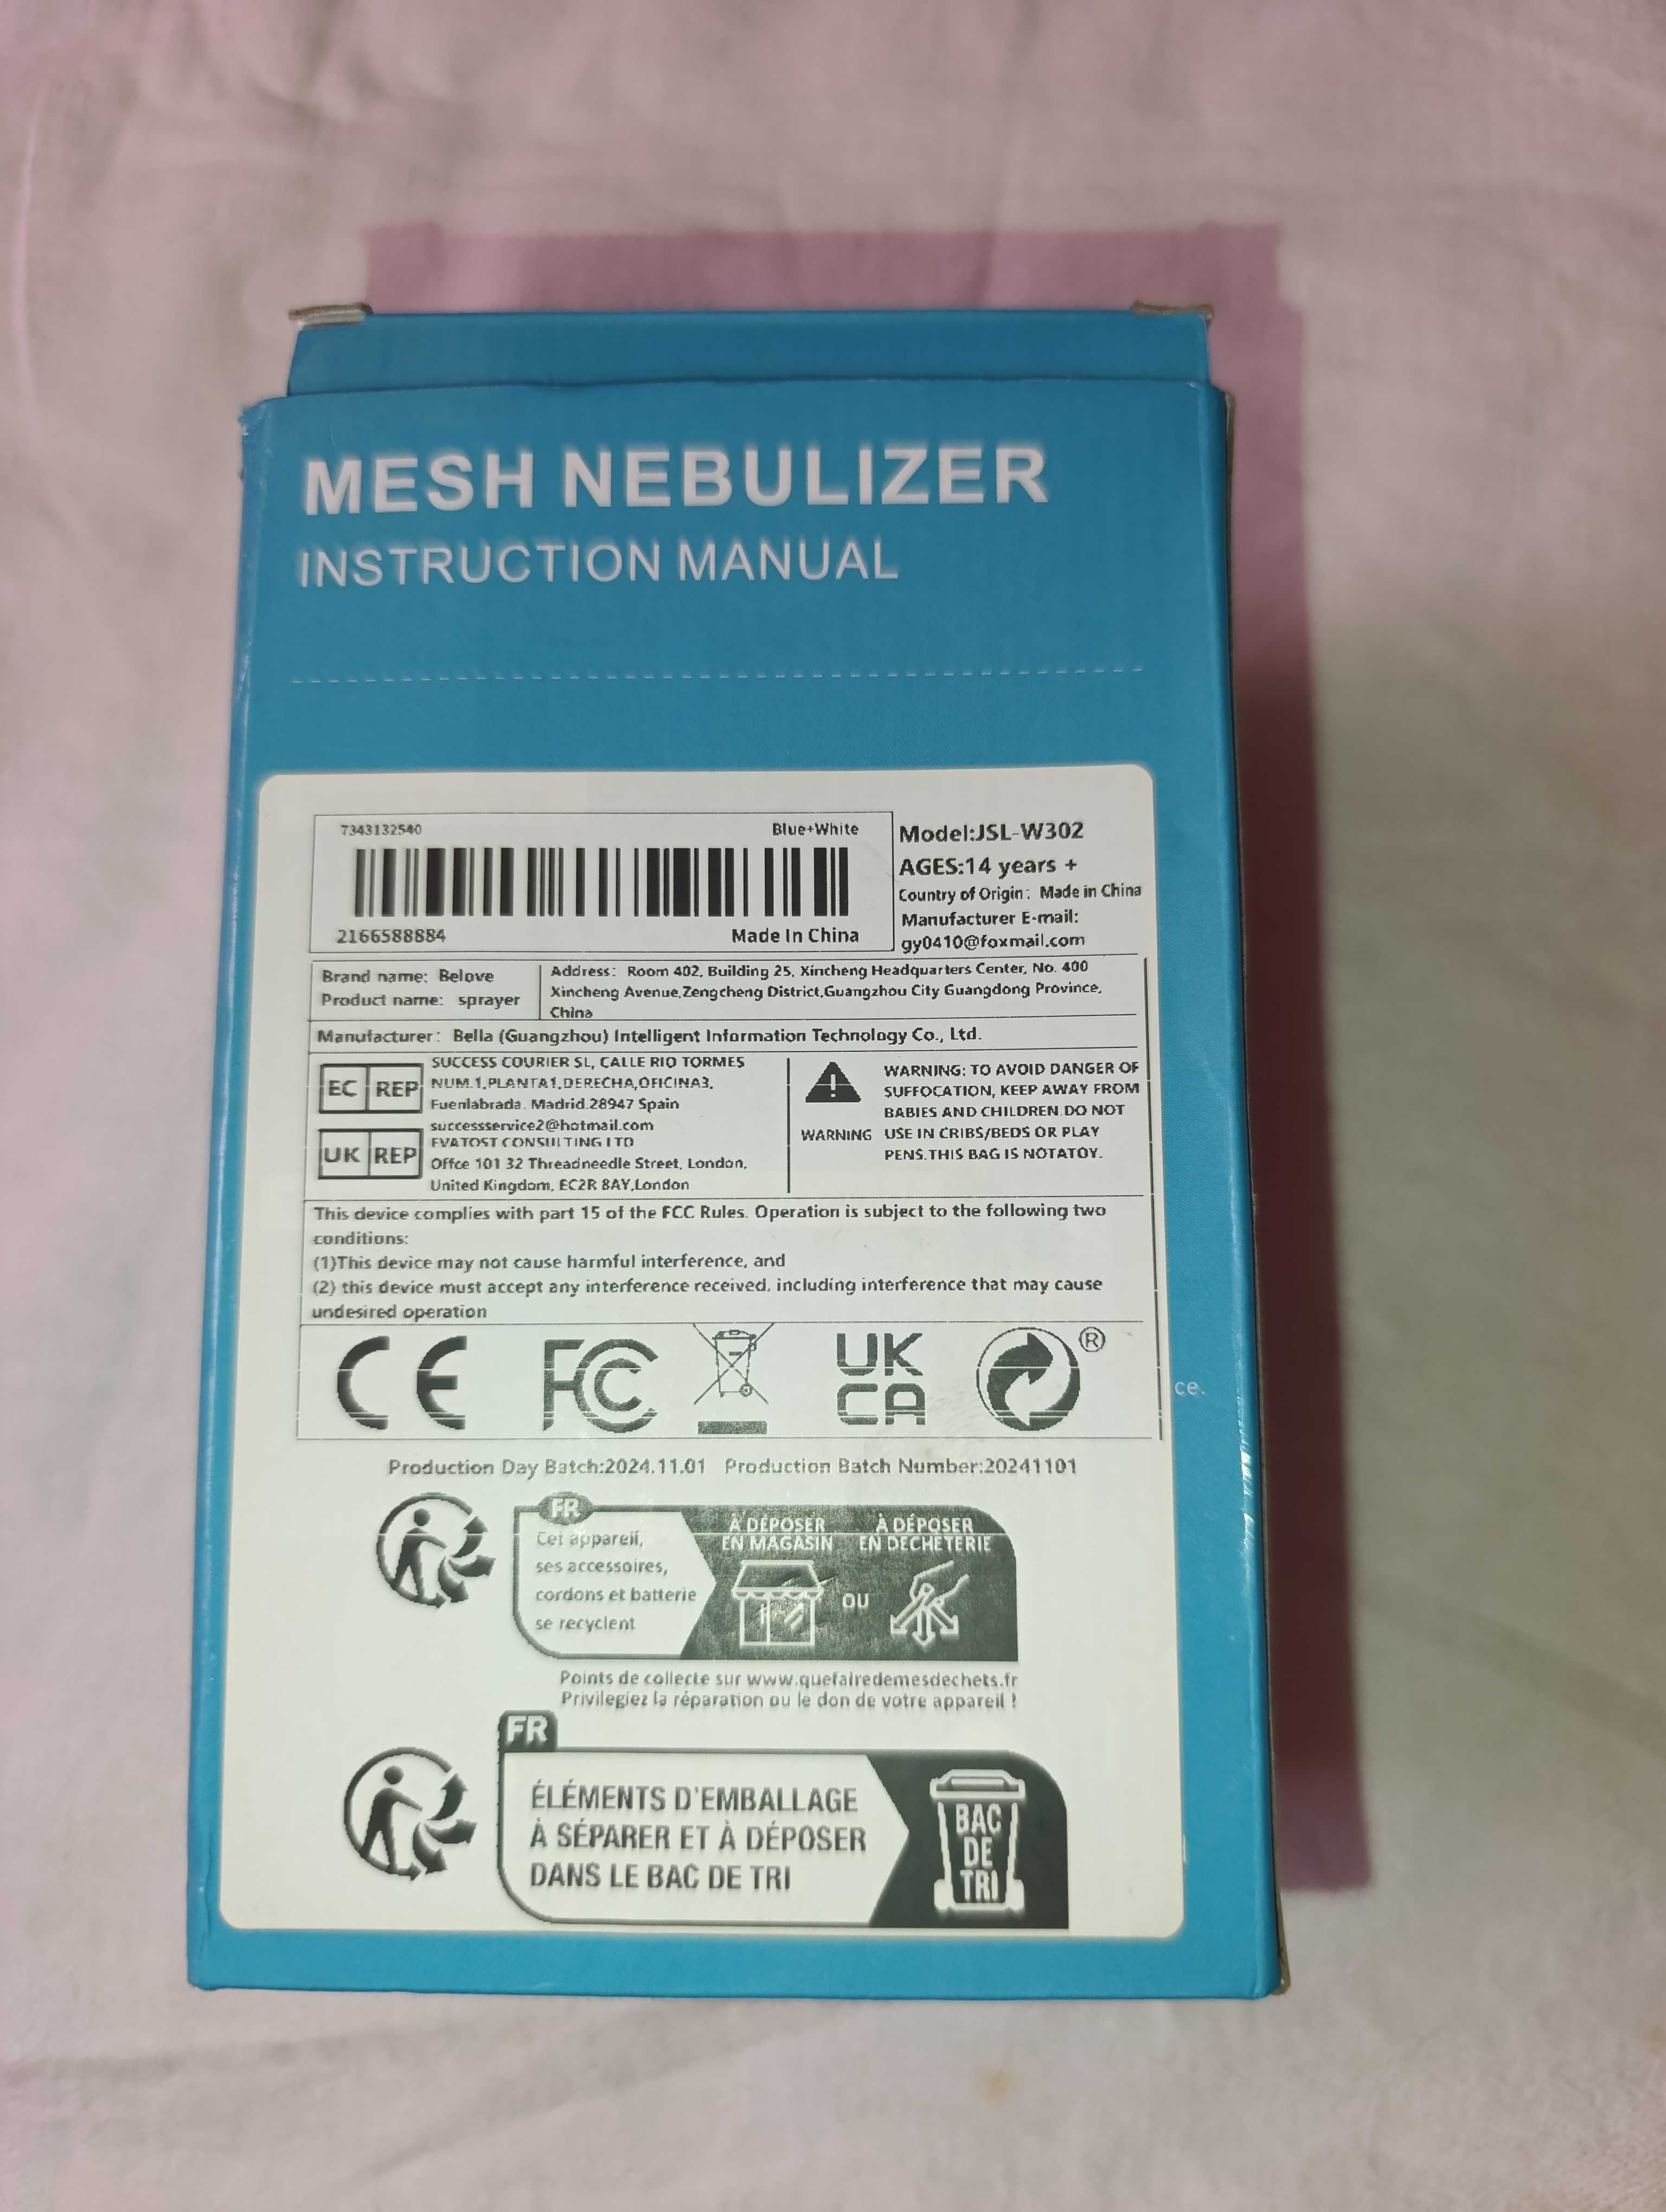 MESH NEBULIZER
INSTRUCTION MANUAL
7343132540 Blue+White
2166588884 Made In China
Model:JSL-W302
AGES:14 years +
Country of Origin: Made in China
Manufacturer E-mail:
gy0410@foxmail.com
Brand name: Belove
Product name: sprayer
Address: Room 402, Building 25, Xincheng Headquarters Center, No. 400
Xincheng Avenue,Zengcheng District,Guangzhou City Guangdong Province,
China
Manufacturer: Bella (Guangzhou) Intelligent Information Technology Co., Ltd.
EC REP
SUCCESS COURIER SL, CALLE RIO TORMES
NUM.1,PLANTA1,DERECHA,OFICINA3,
Fuenlabrada. Madrid.28947 Spain
successservice2@hotmail.com
UK REP
EVATOST CONSULTING LTD
Offce 101 32 Threadneedle Street, London,
United Kingdom, EC2R 8AY,London
WARNING
WARNING: TO AVOID DANGER OF
SUFFOCATION, KEEP AWAY FROM
BABIES AND CHILDREN.DO NOT
USE IN CRIBS/BEDS OR PLAY
PENS.THIS BAG IS NOTATOY.
This device complies with part 15 of the FCC Rules. Operation is subject to the following two
conditions:
(1)This device may not cause harmful interference, and
(2) this device must accept any interference received, including interference that may cause
undesired operation
CE FC UK
CA ®
ce.
Production Day Batch:2024.11.01 Production Batch Number:20241101
FR
Cet appareil,
ses accessoires,
cordons et batterie
se recyclent
À DÉPOSER
EN MAGASIN
OU
À DÉPOSER
EN DÉCHÈTERIE
Points de collecte sur www.quefairedemesdechets.fr
Privilegiez la réparation ou le don de votre appareil !
FR
ÉLÉMENTS D'EMBALLAGE
À SÉPARER ET À DÉPOSER
DANS LE BAC DE TRI
BAC
DE
TRI